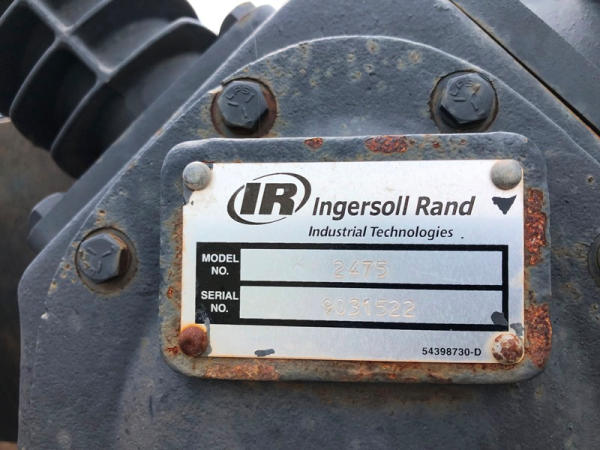 IR Ingersoll Rand
Industrial Technologies
MODEL NO. 2475
SERIAL NO. 9031522
54398730-D